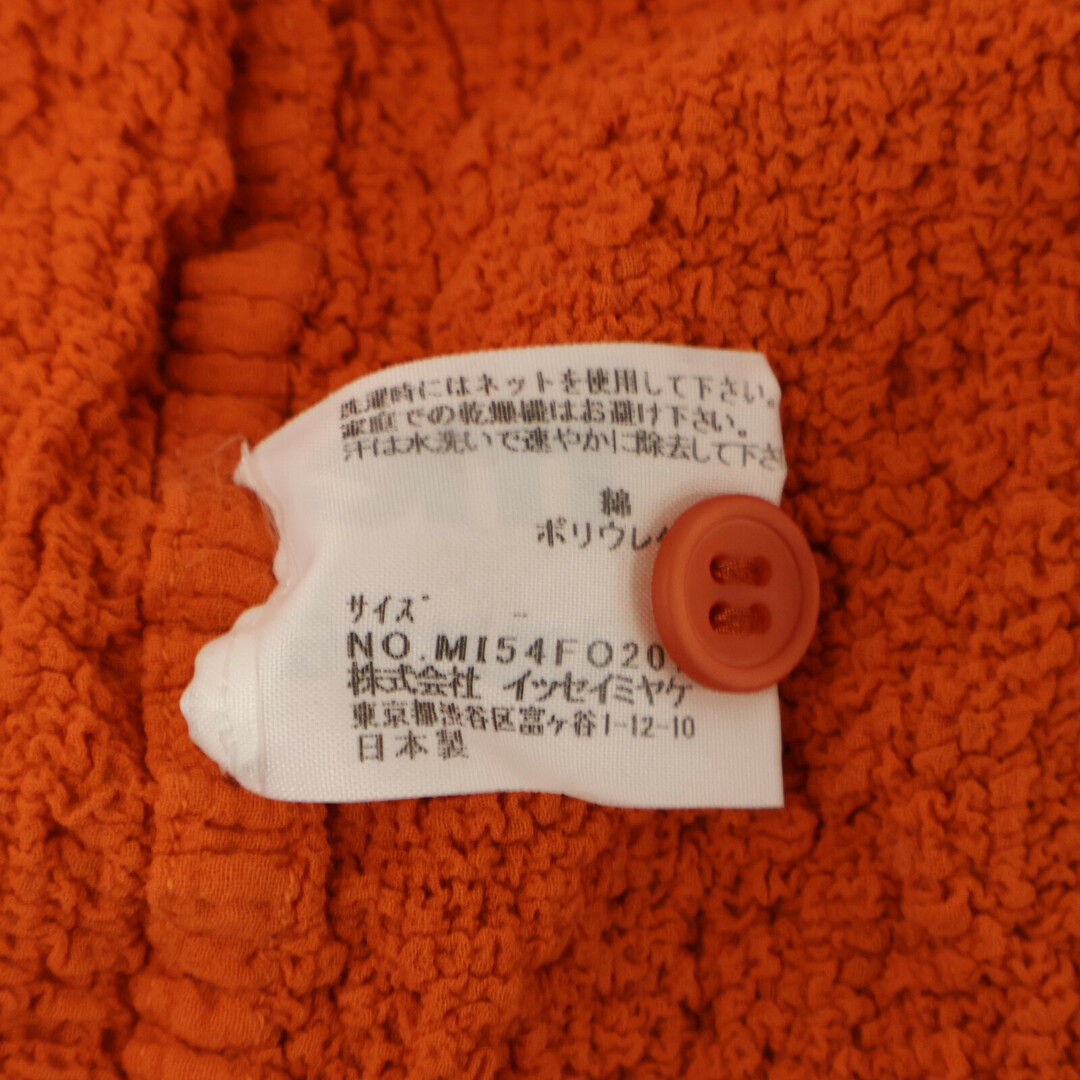 洗濯時にはネットを使用して下さい。
家庭での乾燥機はお避け下さい。
汗は水洗いで速やかに除去して下さ
綿
ポリウレ
サイズ -
NO.MI54FO20
株式会社 イッセイミヤケ
東京都渋谷区富ヶ谷1-12-10
日本製